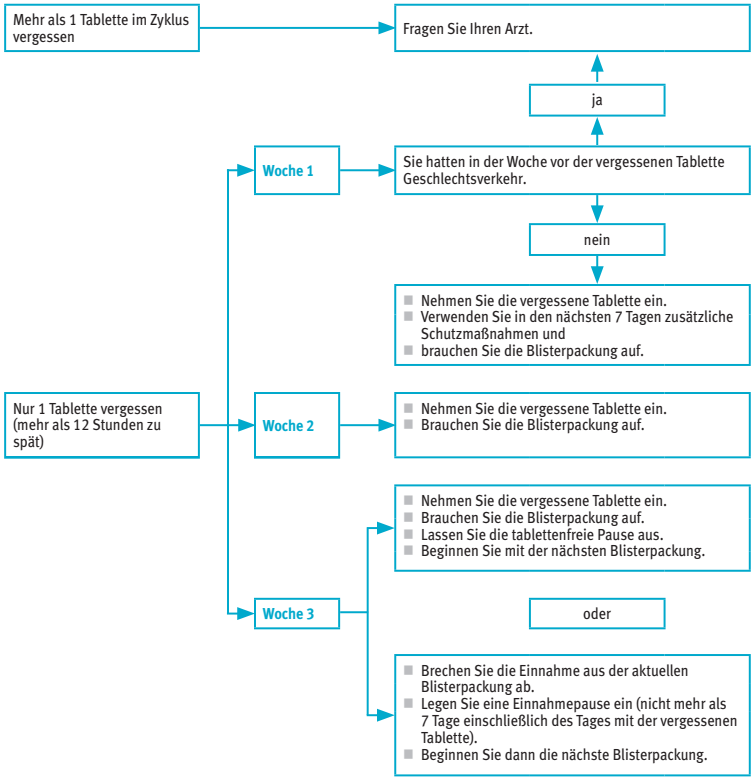 Mehr als 1 Tablette im Zyklus
vergessen
Fragen Sie Ihren Arzt.
ja
Woche 1
Sie hatten in der Woche vor der vergessenen Tablette
Geschlechtsverkehr.
nein
Nehmen Sie die vergessene Tablette ein.
Verwenden Sie in den nächsten 7 Tagen zusätzliche
Schutzmaßnahmen und
brauchen Sie die Blisterpackung auf.
Nur 1 Tablette vergessen
(mehr als 12 Stunden zu
spät)
Woche 2
Nehmen Sie die vergessene Tablette ein.
Brauchen Sie die Blisterpackung auf.
Nehmen Sie die vergessene Tablette ein.
Brauchen Sie die Blisterpackung auf.
Lassen Sie die tablettenfreie Pause aus.
Beginnen Sie mit der nächsten Blisterpackung.
Woche 3
oder
Brechen Sie die Einnahme aus der aktuellen
Blisterpackung ab.
Legen Sie eine Einnahmepause ein (nicht mehr als
7 Tage einschließlich des Tages mit der vergessenen
Tablette).
Beginnen Sie dann die nächste Blisterpackung.